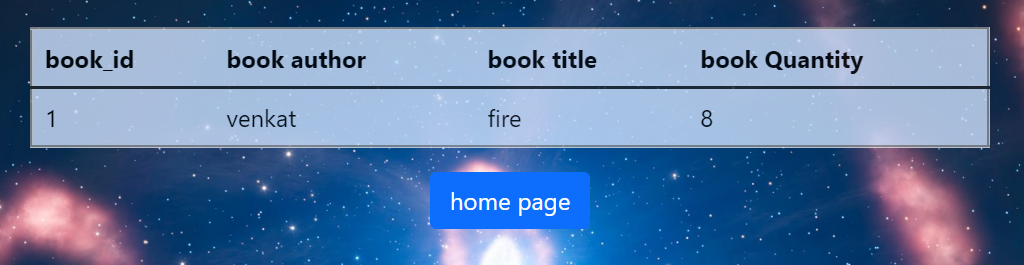 book_id book author book title book Quantity
1 venkat fire 8
home page